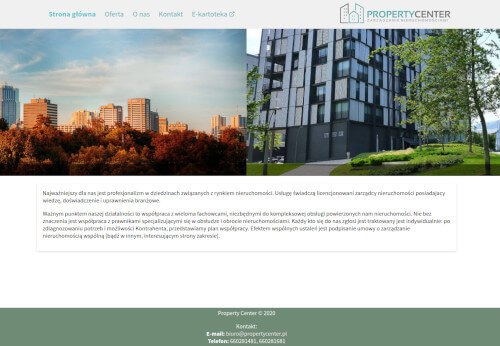 Strona główna Oferta O nas Kontakt E-kartoteka
PROPERTYCENTER
ZARZĄDZANIE NIERUCHOMOŚCIAMI
Najważniejszy dla nas jest profesjonalizm w dziedzinach związanych z rynkiem nieruchomości. Usługę świadczą licencjonowani zarządcy nieruchomości posiadający
wiedzę, doświadczenie i uprawnienia branżowe.
Ważnym punktem naszej działalności to współpraca z wieloma fachowcami, niezbędnymi do kompleksowej obsługi powierzonych nam nieruchomości. Nie bez
znaczenia jest współpraca z prawnikami specjalizującymi się w obsłudze i obrocie nieruchomościami. Każdy kto się do nas zgłosi jest traktowany jest indywidualnie: po
zdiagnozowaniu potrzeb i możliwości Kontrahenta, przedstawiamy plan współpracy. Efektem wspólnych ustaleń jest podpisanie umowy o zarządzanie
nieruchomością wspólną (bądź w innym, interesującym strony zakresie).
Property Center © 2020
Kontakt:
E-mail: biuro@propertycenter.pl
Telefon: 660281481, 660281681